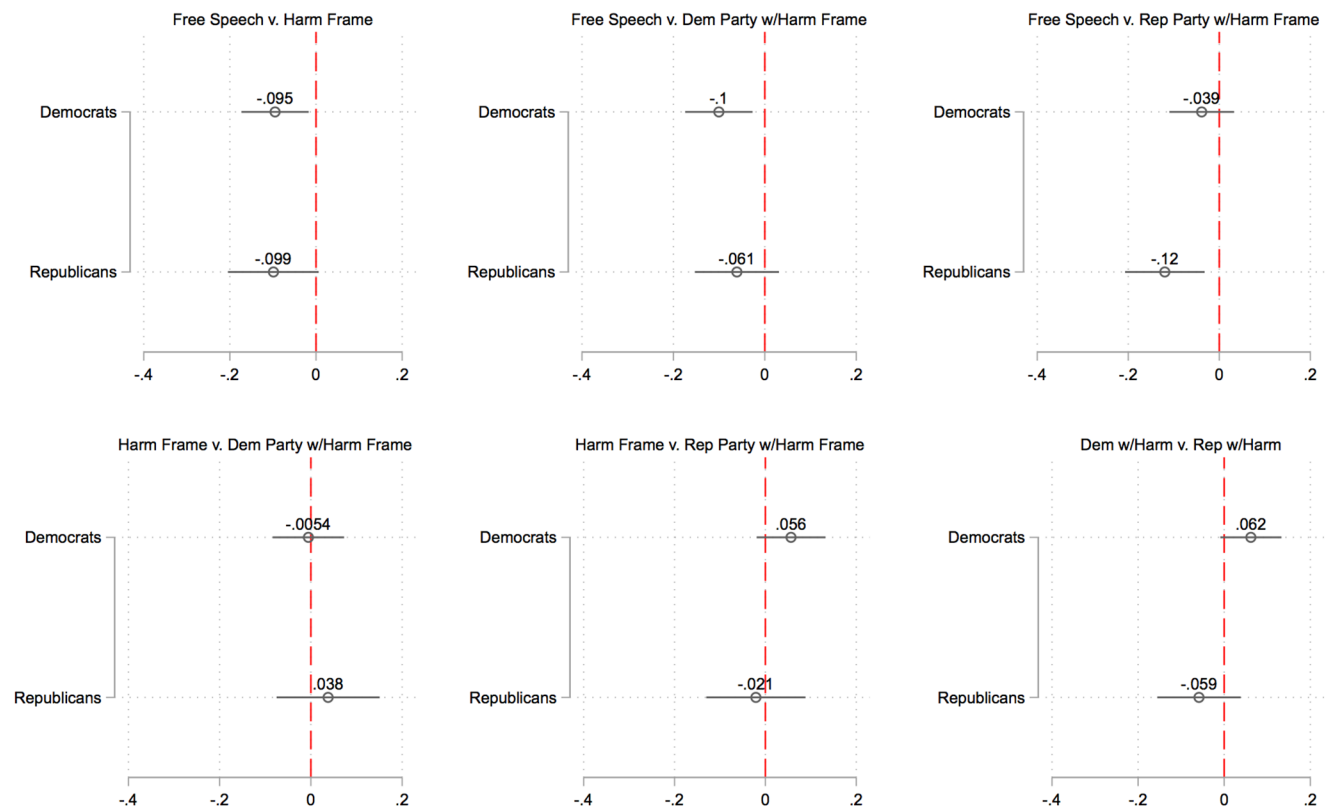 Free Speech v. Harm Frame
Democrats
-.095
Republicans
-.099
-.4 -.2 0 .2
Free Speech v. Dem Party w/Harm Frame
Democrats
-.1
Republicans
-.061
-.4 -.2 0 .2
Free Speech v. Rep Party w/Harm Frame
Democrats
-.039
Republicans
-.12
-.4 -.2 0 .2
Harm Frame v. Dem Party w/Harm Frame
Democrats
-.0054
Republicans
.038
-.4 -.2 0 .2
Harm Frame v. Rep Party w/Harm Frame
Democrats
.056
Republicans
-.021
-.4 -.2 0 .2
Dem w/Harm v. Rep w/Harm
Democrats
.062
Republicans
-.059
-.4 -.2 0 .2